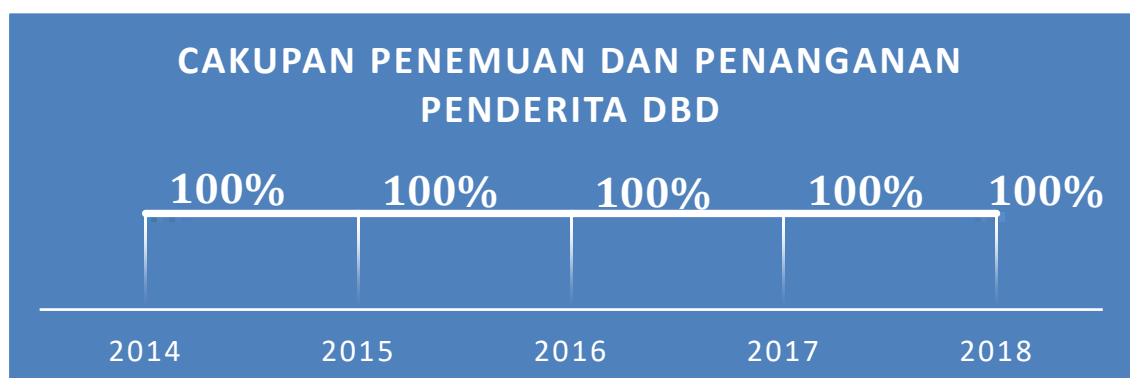 CAKUPAN PENEMUAN DAN PENANGANAN
PENDERITA DBD
100% 100% 100% 100% 100%
2014 2015 2016 2017 2018